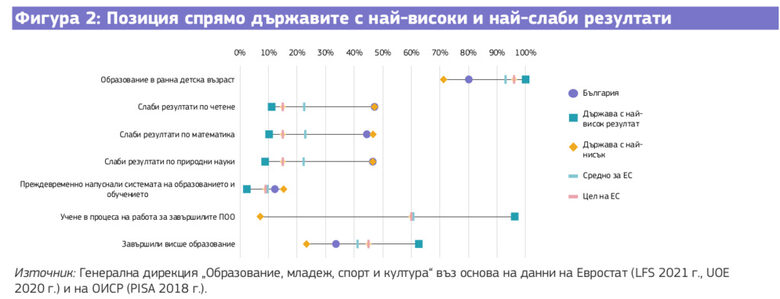 Фигура 2: Позиция спрямо държавите с най-високи и най-слаби резултати
0% 10% 20% 30% 40% 50% 60% 70% 80% 90% 100%
Образование в ранна детска възраст
Слаби резултати по четене
Слаби резултати по математика
Слаби резултати по природни науки
Преждевременно напуснали системата на образованието и
обучението
Учене в процеса на работа за завършилите ПОО
Завършили висше образование
България
Държава с най-
висок резултат
Държава с най-
нисък
Средно за ЕС
Цел на ЕС
Източник: Генерална дирекция „Образование, младеж, спорт и култура“ въз основа на данни на Евростат (LFS 2021 г., UOE
2020 г.) и на ОИСР (PISA 2018 г.).